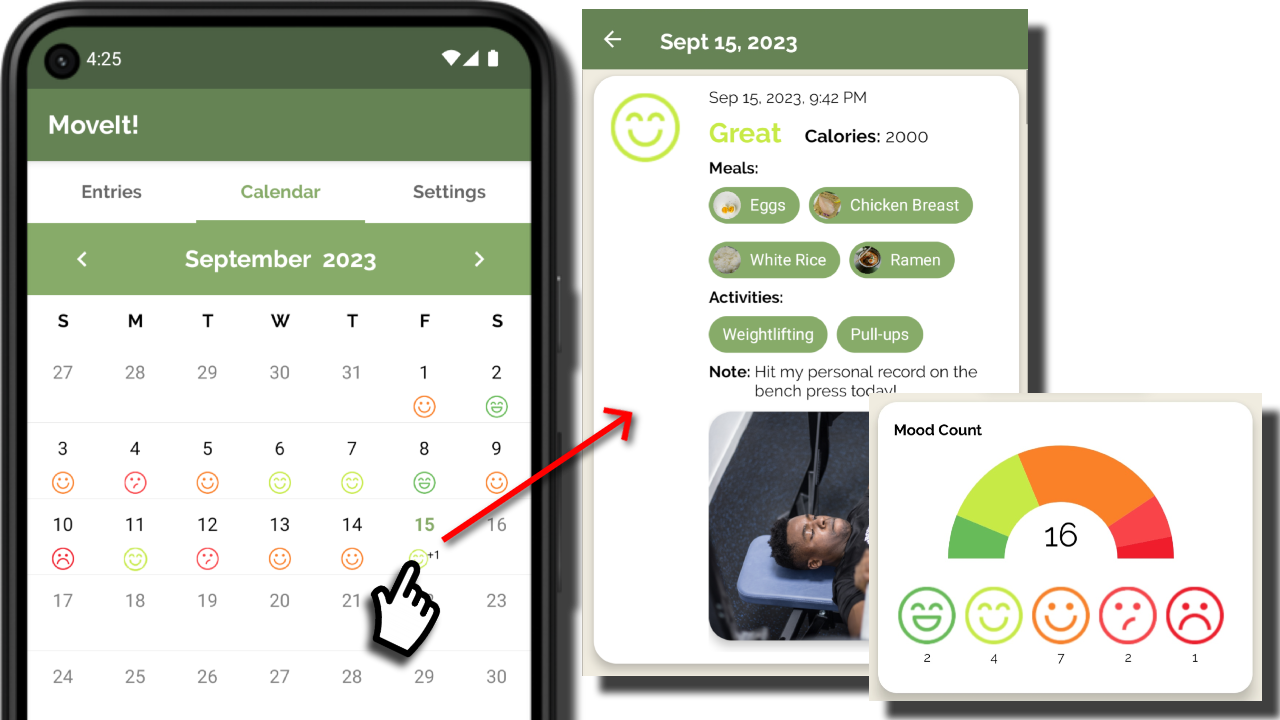 4:25
MoveIt!
Entries Calendar Settings
September 2023
S M T W T F S
27 28 29 30 31 1 2
3 4 5 6 7 8 9
10 11 12 13 14 15 16
+1
17 18 19 20 21 23
24 25 26 27 28 29 30
Sept 15, 2023
Sep 15, 2023, 9:42 PM
Great Calories: 2000
Meals:
Eggs Chicken Breast
White Rice Ramen
Activities:
Weightlifting Pull-ups
Note: Hit my personal record on the
bench press today!
Mood Count
16
2 4 7 2 1